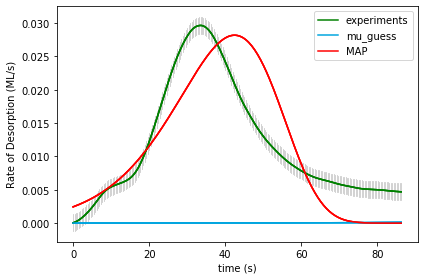 experiments
mu_guess
MAP
Rate of Desorption (ML/s)
0.030
0.025
0.020
0.015
0.010
0.005
0.000
0 20 40 60 80
time (s)